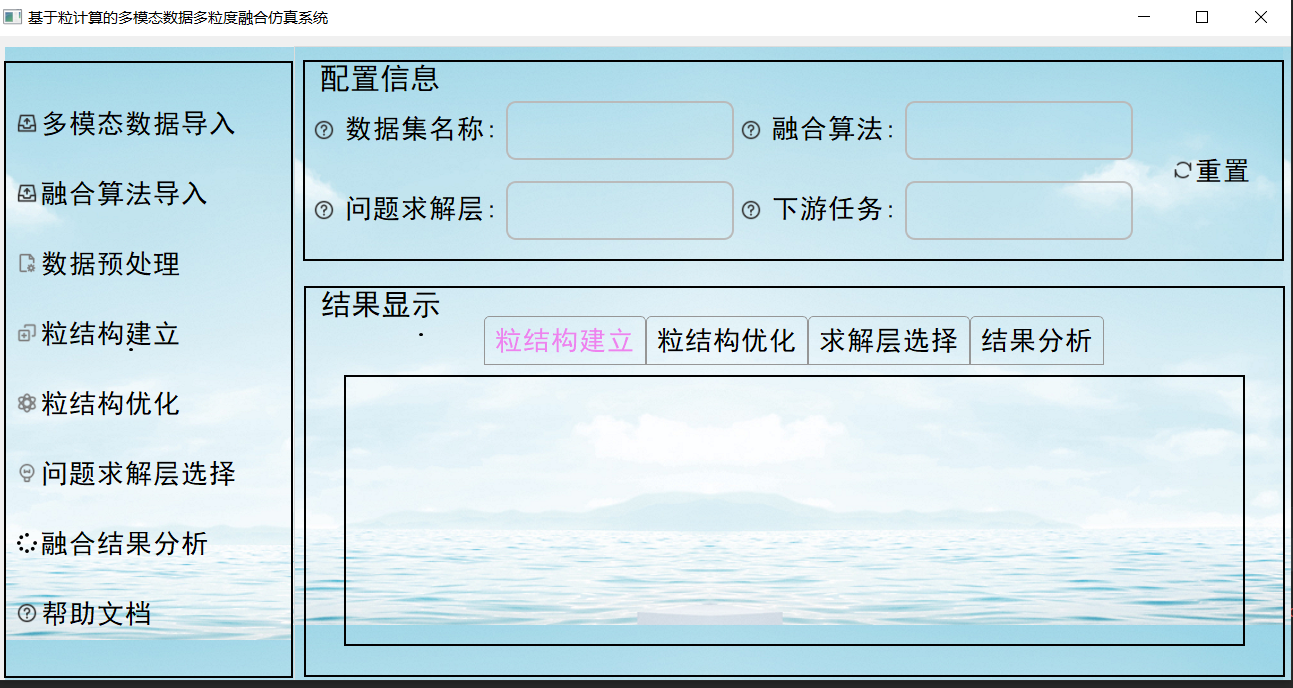 基于粒计算的多模态数据多粒度融合仿真系统
多模态数据导入
融合算法导入
数据预处理
粒结构建立
粒结构优化
问题求解层选择
融合结果分析
帮助文档
配置信息
数据集名称: 融合算法:
重置
问题求解层: 下游任务:
结果显示
粒结构建立 粒结构优化 求解层选择 结果分析